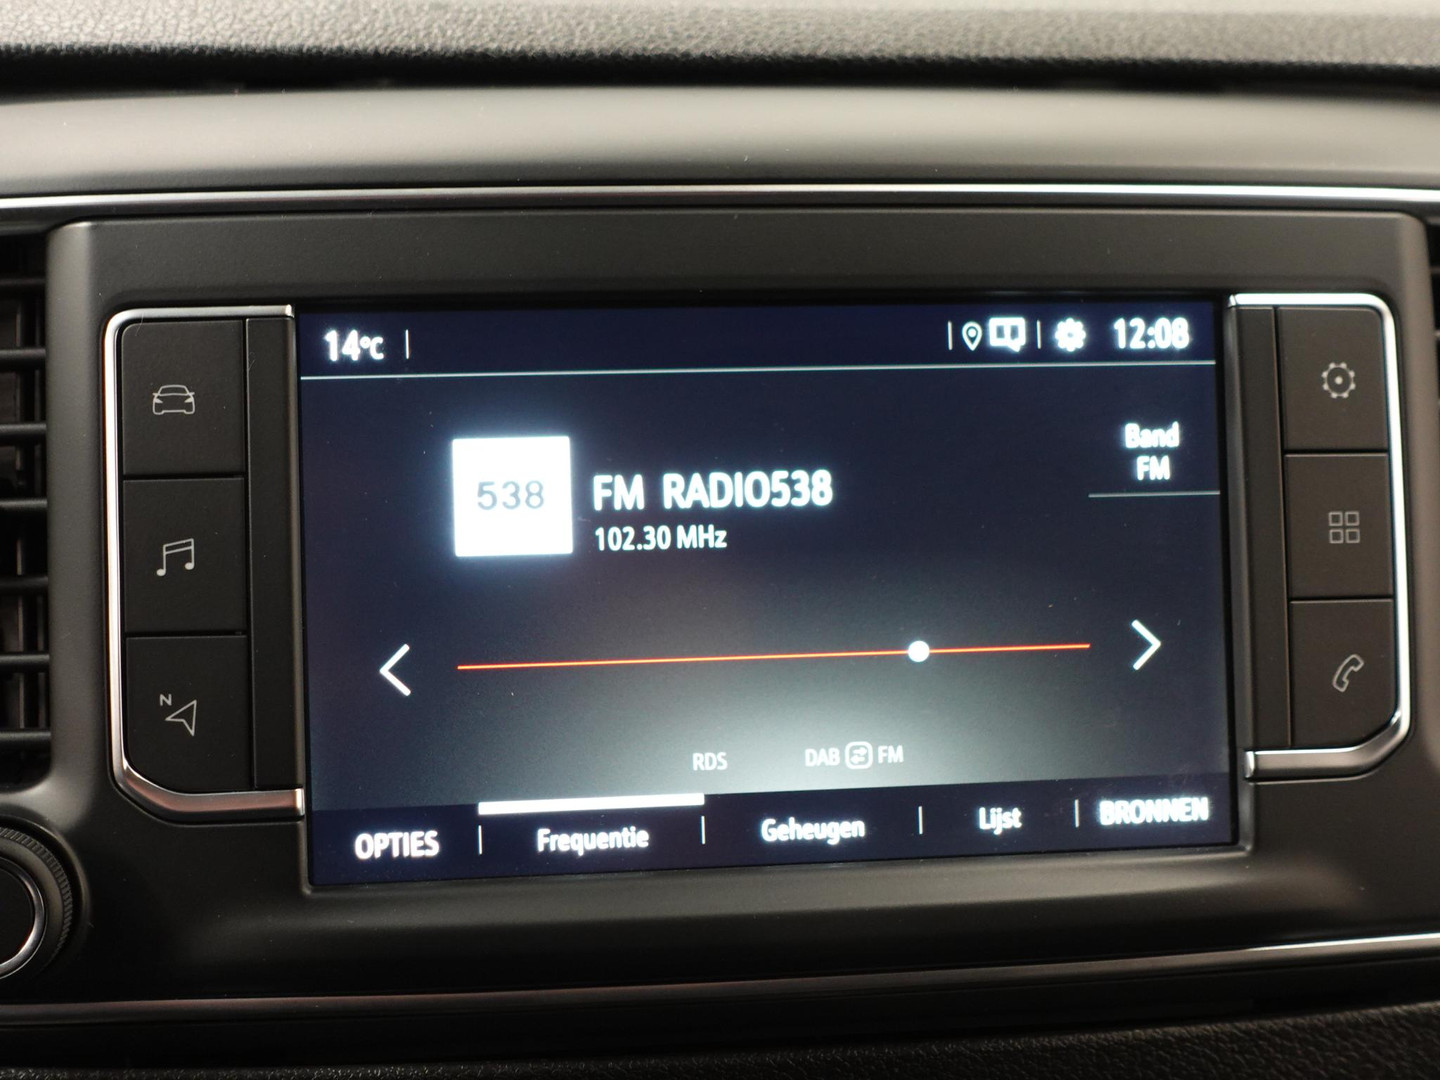 14°C
12:08
Band
FM
538
FM RADIO538
102.30 MHz
N
RDS
DAB FM
OPTIES
Frequentie
Geheugen
Lijst
BRONNEN